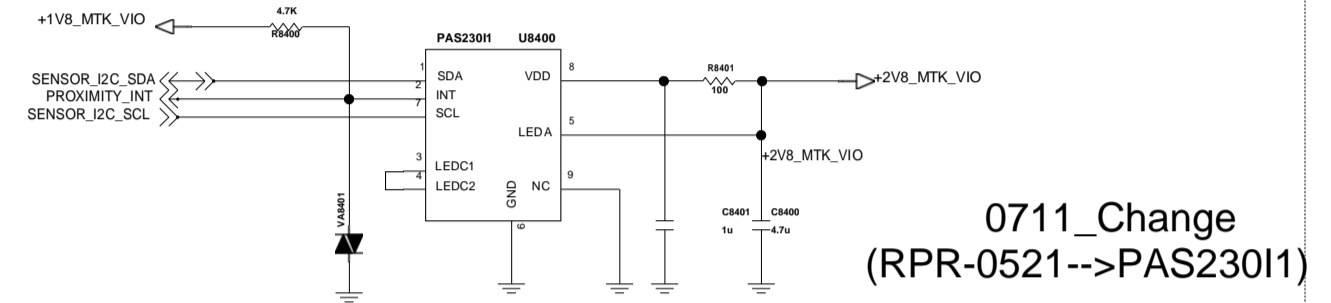 4.7K
+1V8_MTK_VIO
R8400
PAS230I1 U8400
SENSOR_I2C_SDA 1 SDA VDD 8 R8401 100 +2V8_MTK_VIO
PROXIMITY_INT 2 INT
SENSOR_I2C_SCL 7 SCL
LEDA 5
+2V8_MTK_VIO
3 LEDC1
4 LEDC2 GND NC 9
VA8401
6
C8401 C8400
1u 4.7u
0711_Change
(RPR-0521-->PAS230I1)